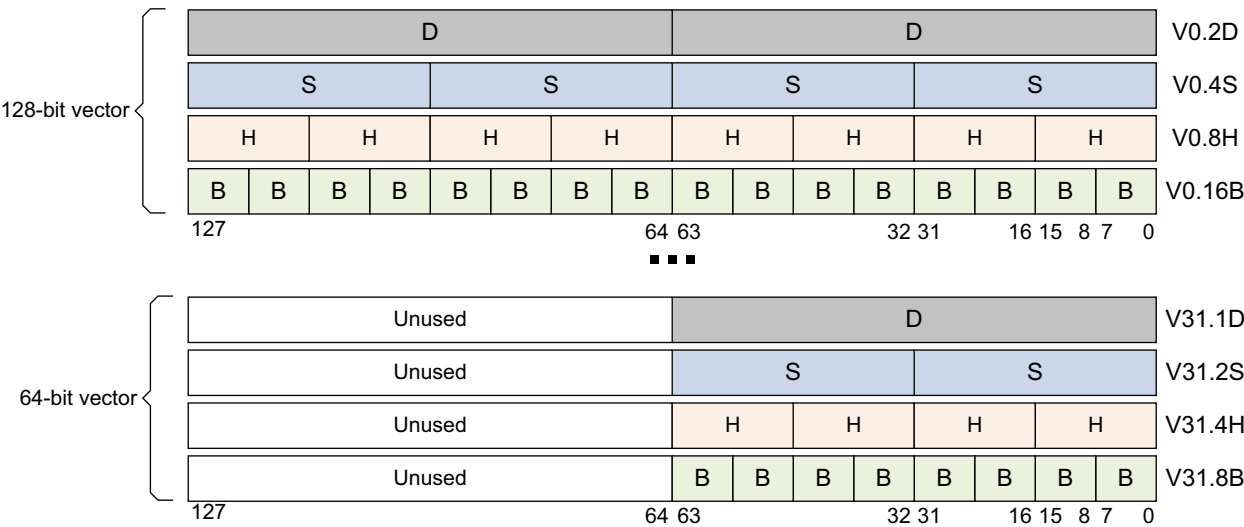 D D V0.2D
S S S S V0.4S
128-bit vector
H H H H H H H H V0.8H
B B B B B B B B B B B B B B B B V0.16B
127 64 63 32 31 16 15 8 7 0
Unused D V31.1D
Unused S S V31.2S
64-bit vector
Unused H H H H V31.4H
Unused B B B B B B B B V31.8B
127 64 63 32 31 16 15 8 7 0